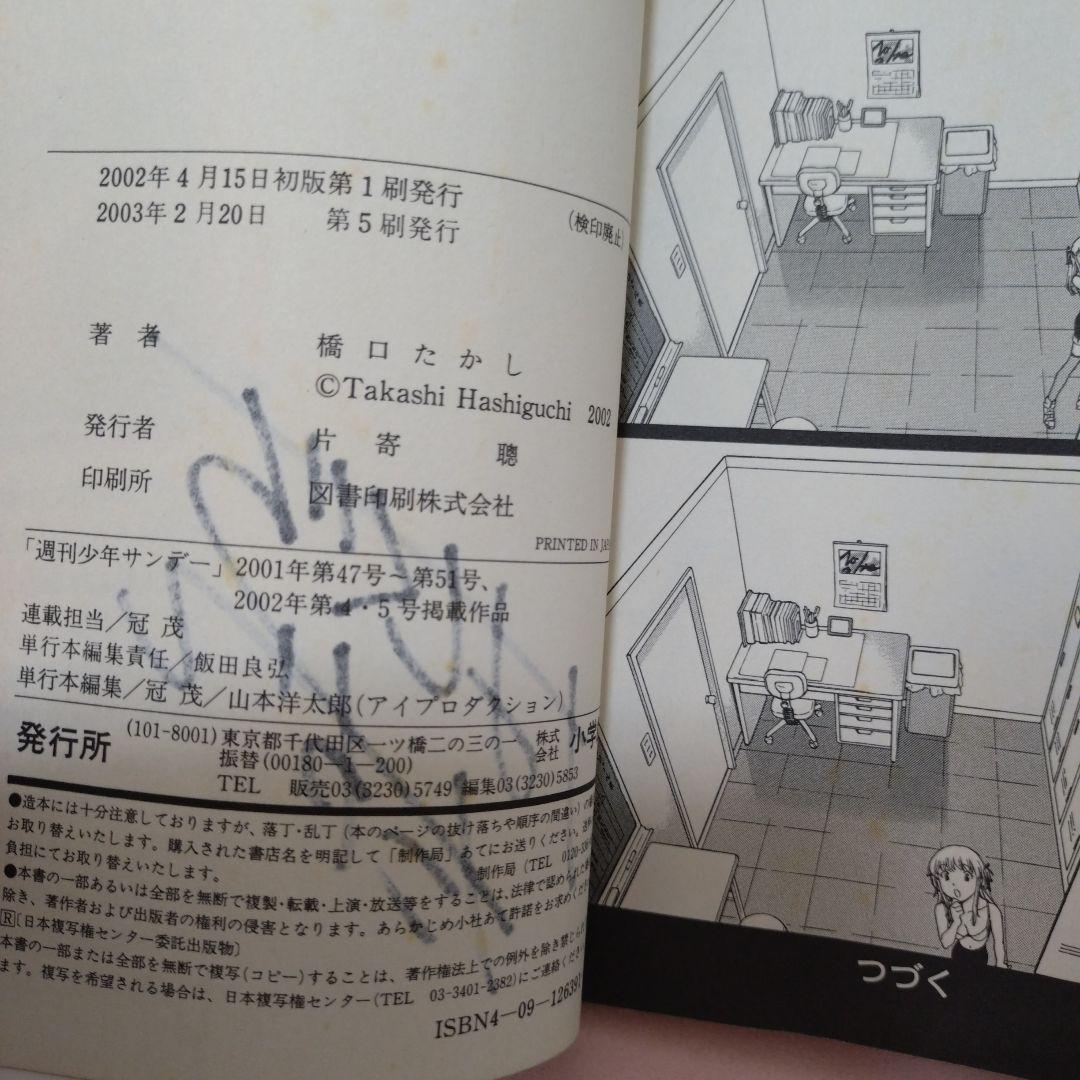 2002年4月15日初版第1刷発行
2003年2月20日　第5刷発行
(検印廃止)
著者　橋口たかし
©Takashi Hashiguchi 2002
発行者　片寄　聰
印刷所　図書印刷株式会社
PRINTED IN
「週刊少年サンデー」2001年第47号～第51号、
2002年第4・5号掲載作品
連載担当／冠　茂
単行本編集責任／飯田良弘
単行本編集／冠　茂／山本洋太郎(アイプロダクション)
発行所　(101-8001)東京都千代田区一ツ橋二の三の一　株式会社　小学
振替(00180-1-200)
TEL　販売03(3230)5749 編集03(3230)5853
●造本には十分注意しておりますが、落丁・乱丁(本のページの抜け落ちや順序の間違い)の
お取り替えいたします。購入された書店名を明記して「制作局」あてにお送りください。送料
負担にてお取り替えいたします。　制作局(TEL 0120-
●本書の一部あるいは全部を無断で複製・転載・上演・放送等をすることは、法律で認められた
除き、著作者および出版者の権利の侵害となります。あらかじめ小社あて許諾をお求めくださ
R[日本複写権センター委託出版物]
本書の一部または全部を無断で複写(コピー)することは、著作権法上での例外を除き禁じら
ます。複写を希望される場合は、日本複写権センター(TEL 03-3401-2382)にご連絡くださ
ISBN4-09-12639
つづく